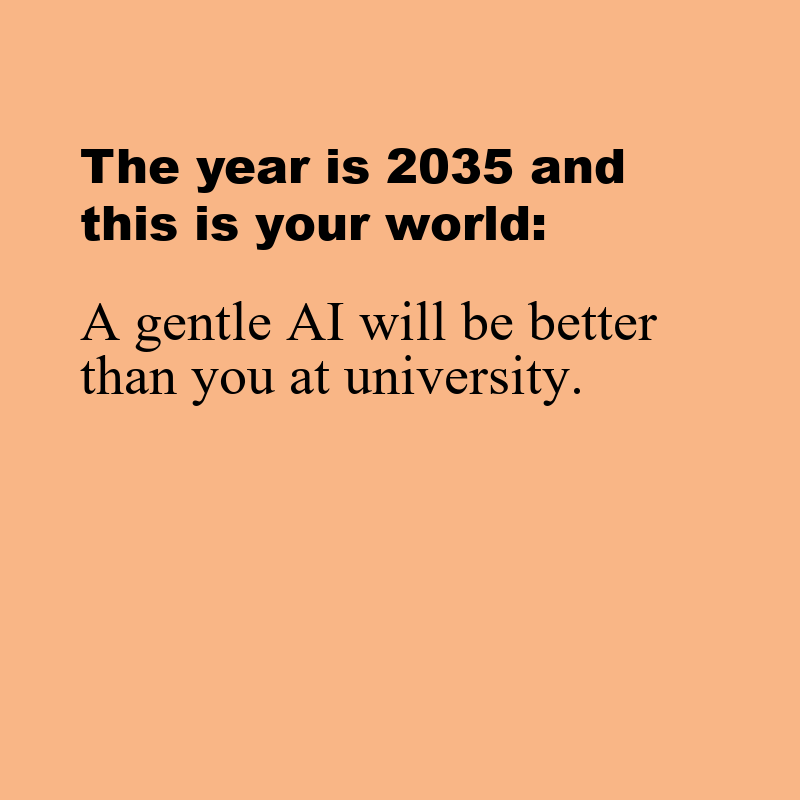 The year is 2035 and
this is your world:
A gentle AI will be better
than you at university.